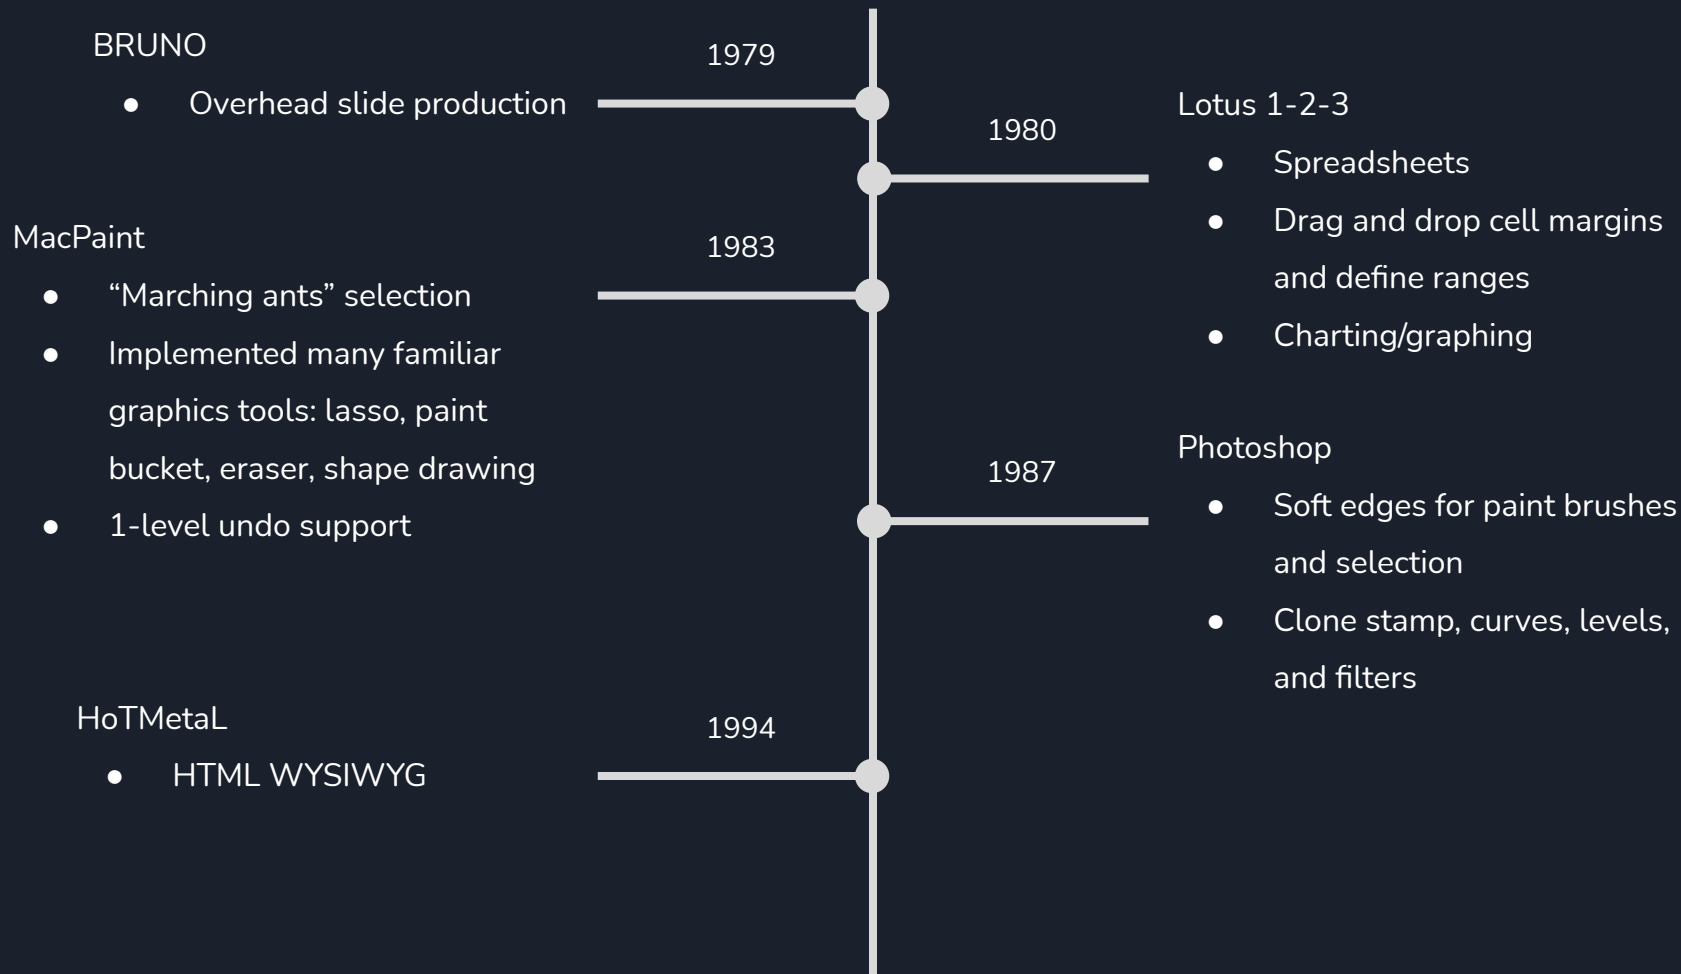 BRUNO
● Overhead slide production
1979
1980
Lotus 1-2-3
● Spreadsheets
● Drag and drop cell margins
and define ranges
● Charting/graphing
MacPaint
● “Marching ants” selection
● Implemented many familiar
graphics tools: lasso, paint
bucket, eraser, shape drawing
● 1-level undo support
1983
1987
Photoshop
● Soft edges for paint brushes
and selection
● Clone stamp, curves, levels,
and filters
HoTMetaL
● HTML WYSIWYG
1994